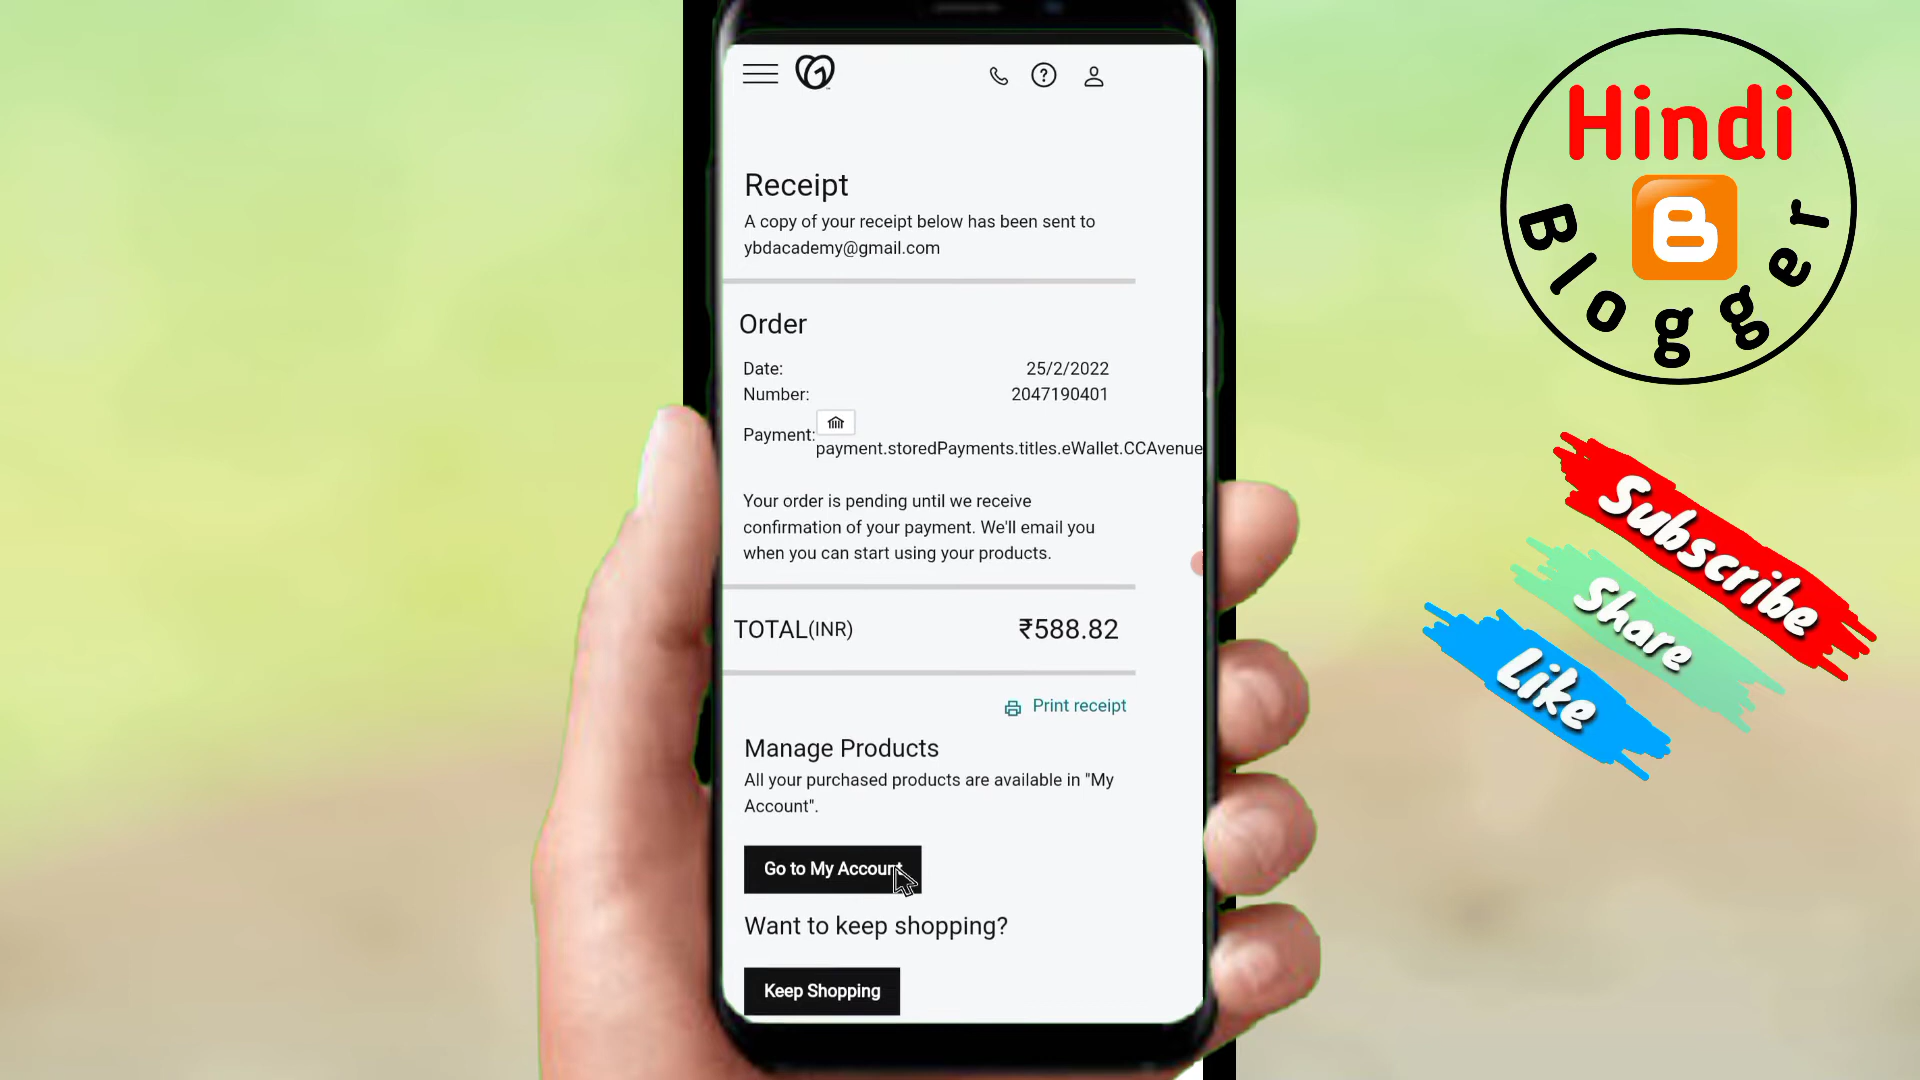 Receipt
A copy of your receipt below has been sent to
ybdacademy@gmail.com
Order
Date: 25/2/2022
Number: 2047190401
Payment:
payment.storedPayments.titles.eWallet.CCAvenue
Your order is pending until we receive
confirmation of your payment. We'll email you
when you can start using your products.
TOTAL(INR) ₹588.82
Print receipt
Manage Products
All your purchased products are available in "My
Account".
Go to My Account
Want to keep shopping?
Keep Shopping
Hindi
Blogger
Subscribe
Share
Like